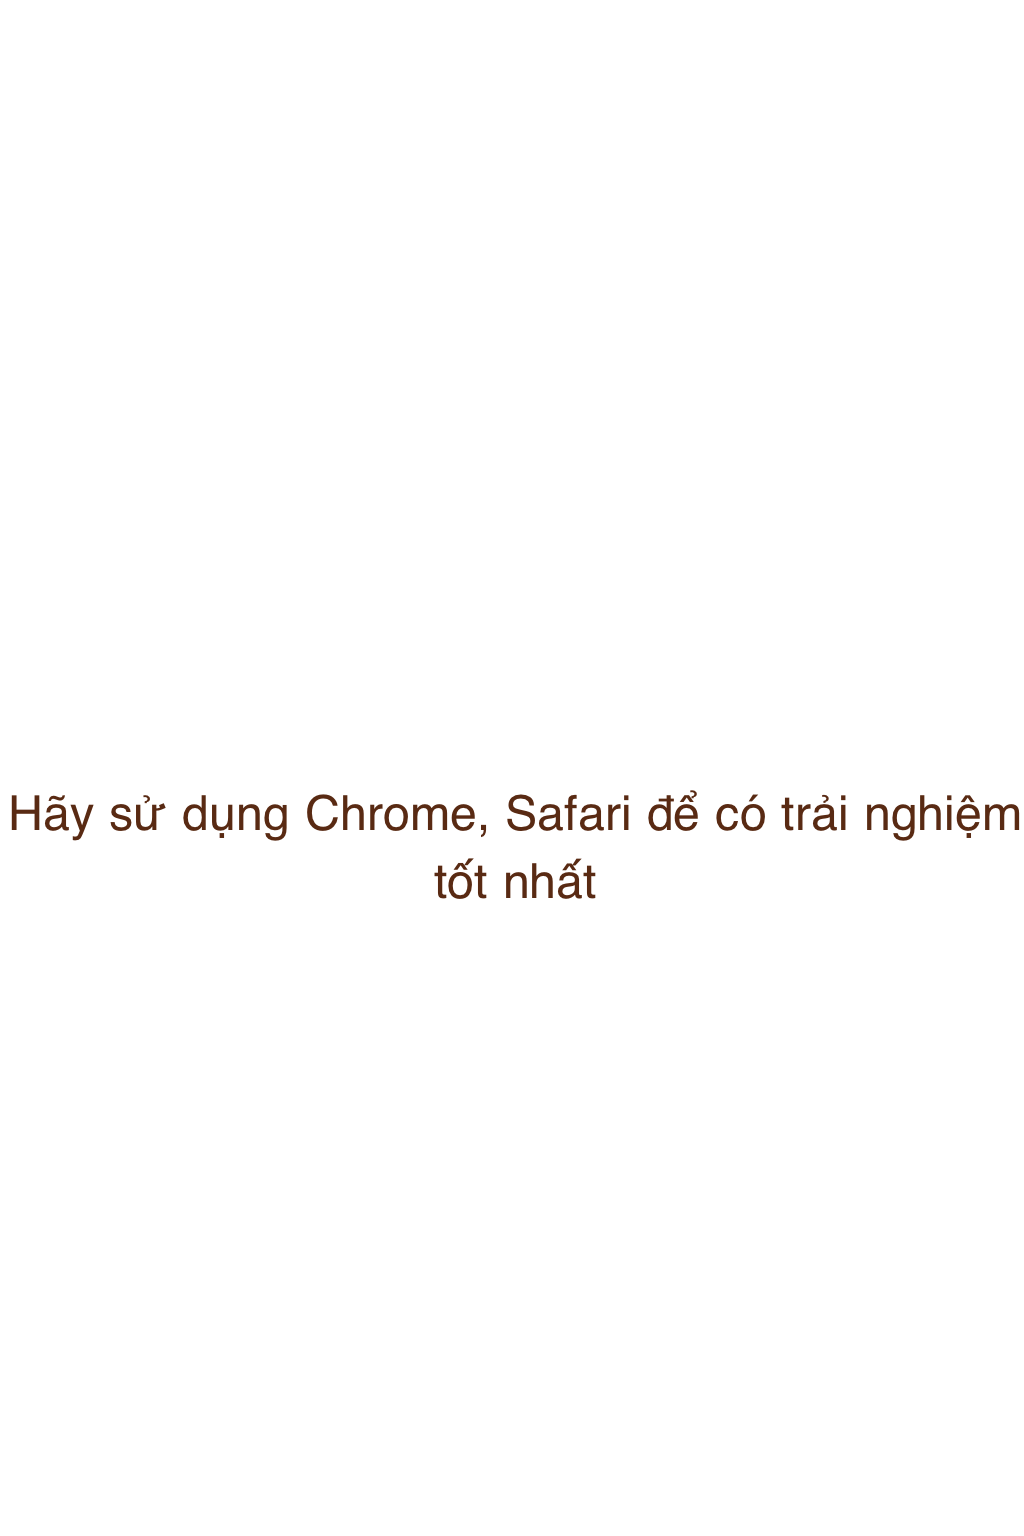 Hãy sử dụng Chrome, Safari để có trải nghiệm
tốt nhất